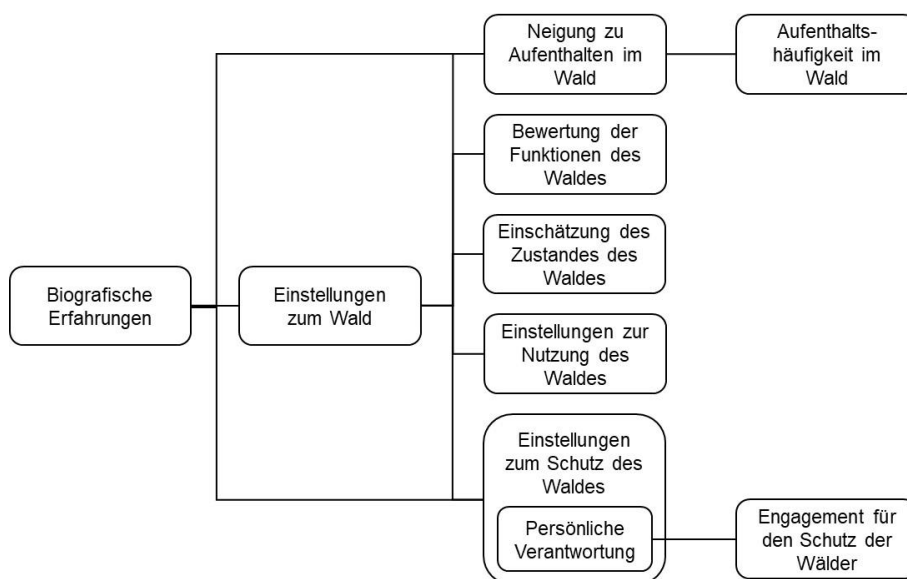 Neigung zu
Aufenthalten im
Wald
Aufenthalts-
häufigkeit im
Wald
Bewertung der
Funktionen des
Waldes
Einschätzung des
Zustandes des
Waldes
Biografische
Erfahrungen
Einstellungen
zum Wald
Einstellungen zur
Nutzung des
Waldes
Einstellungen
zum Schutz des
Waldes
Persönliche
Verantwortung
Engagement für
den Schutz der
Wälder